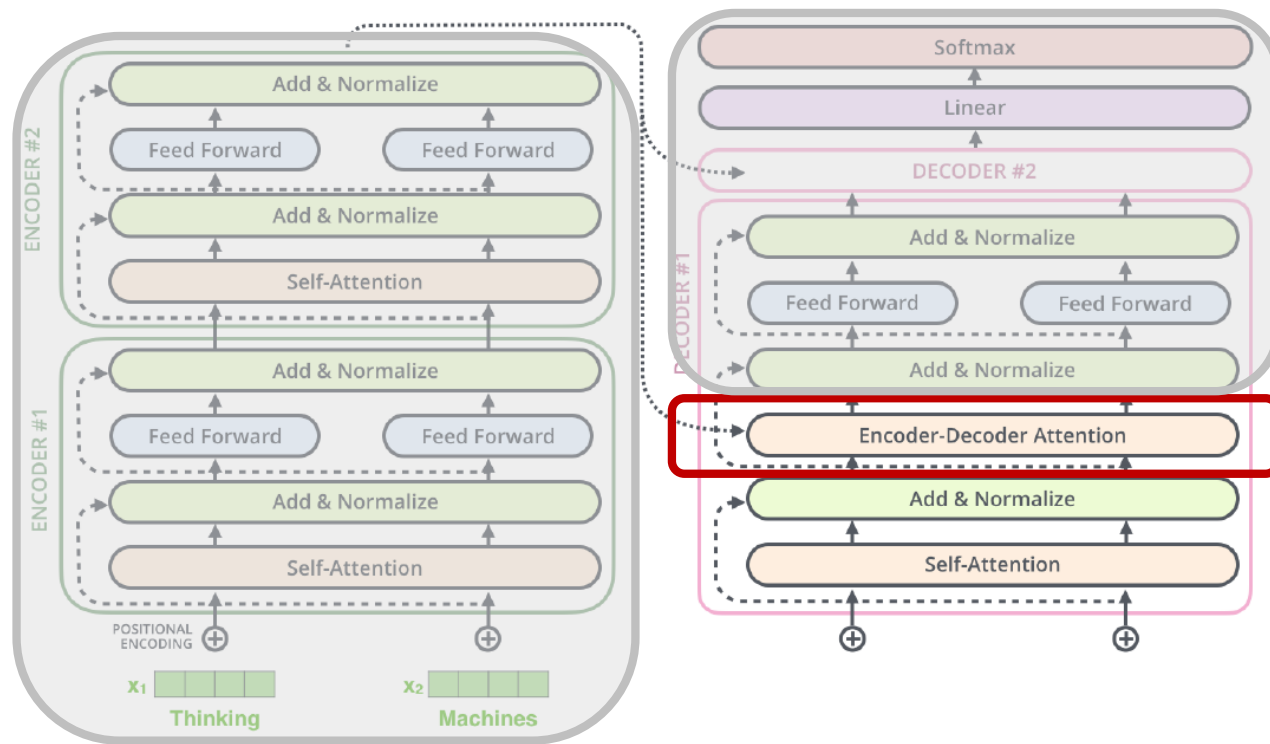 ENCODER #2
Add & Normalize
Feed Forward
Feed Forward
Add & Normalize
Self-Attention
ENCODER #1
Add & Normalize
Feed Forward
Feed Forward
Add & Normalize
Self-Attention
POSITIONAL
ENCODING
x₁
x₂
Thinking
Machines
Softmax
Linear
DECODER #2
DECODER #1
Add & Normalize
Feed Forward
Feed Forward
Add & Normalize
Encoder-Decoder Attention
Add & Normalize
Self-Attention